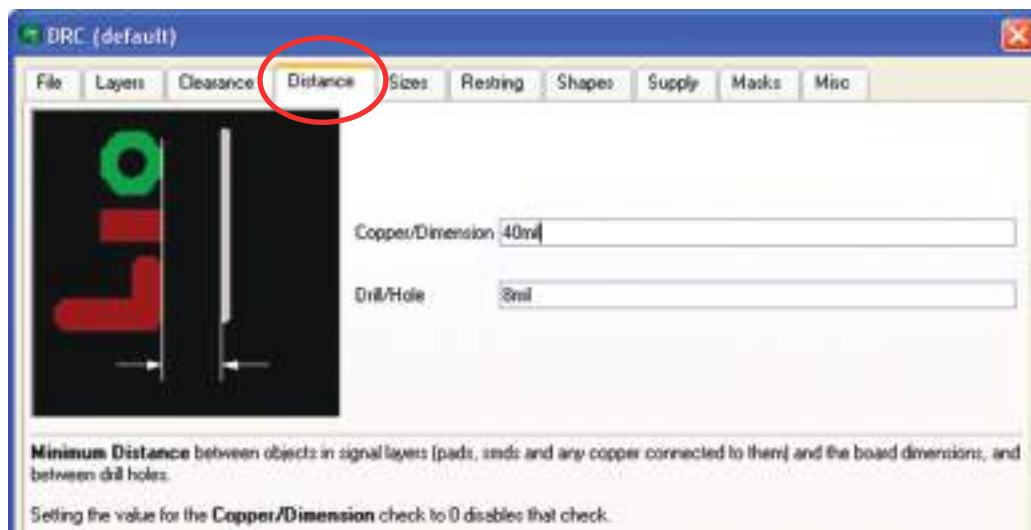 DRC (default)
File Layers Clearance Distance Sizes Restring Shapes Supply Masks Misc
Copper/Dimension 40mil
Drill/Hole 8mil
Minimum Distance between objects in signal layers (pads, smds and any copper connected to them) and the board dimensions, and
between drill holes.
Setting the value for the Copper/Dimension check to 0 disables that check.